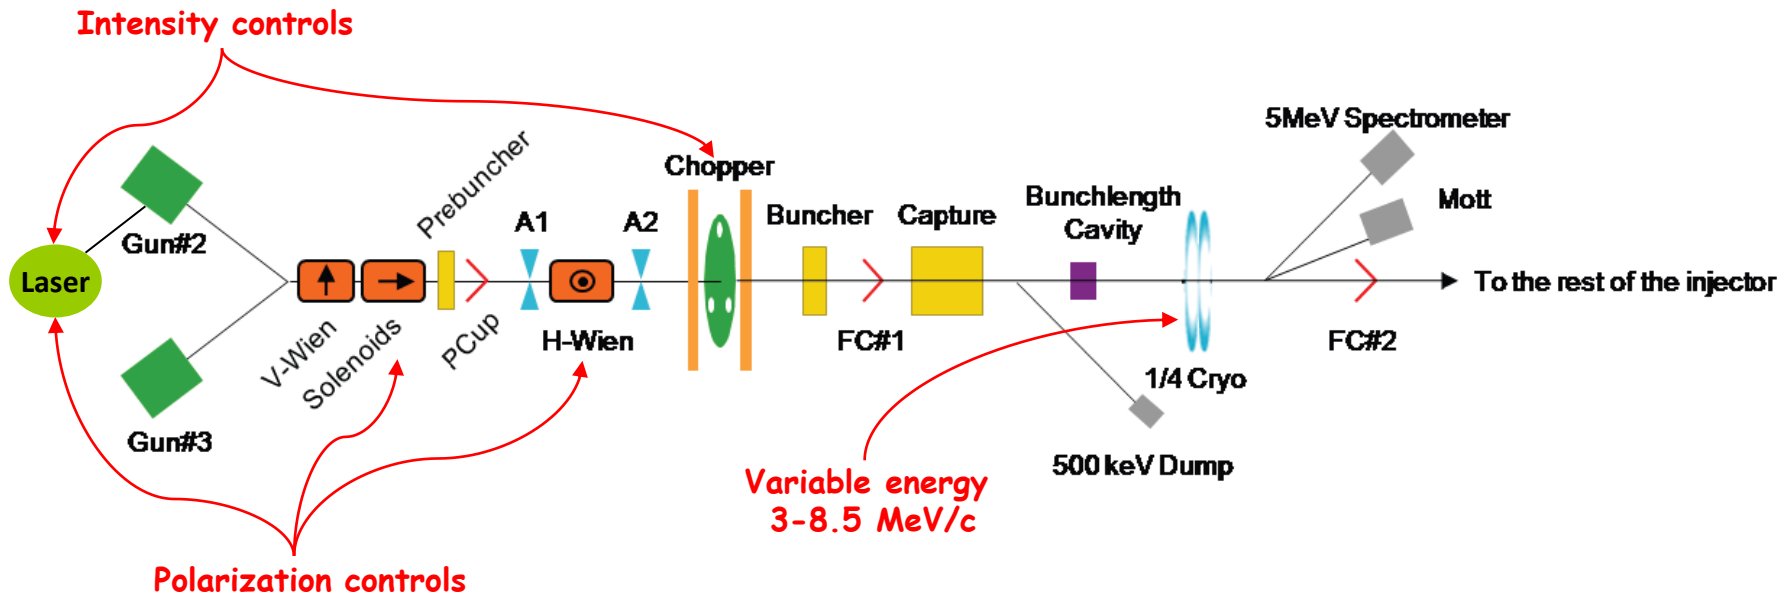 Intensity controls
5MeV Spectrometer
Prebuncher
Chopper
Mott
Bunchlength
Cavity
A1
A2
Buncher
Capture
Gun#2
Laser
To the rest of the injector
V-Wien
Solenoids
PCup
H-Wien
FC#1
FC#2
1/4 Cryo
Gun#3
500 keV Dump
Variable energy
3-8.5 MeV/c
Polarization controls